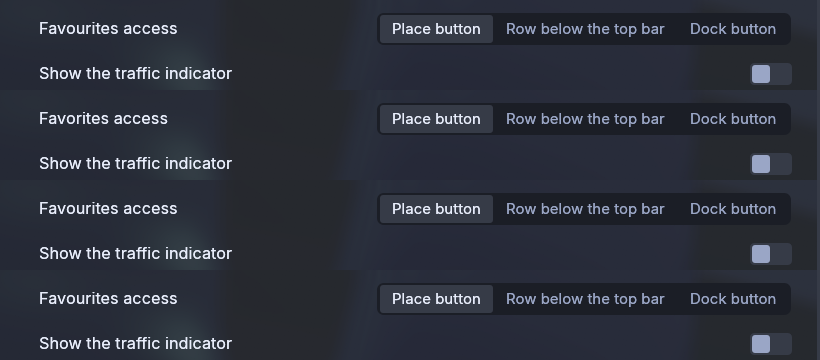 Favourites access Place button Row below the top bar Dock button
Show the traffic indicator
Favorites access Place button Row below the top bar Dock button
Show the traffic indicator
Favourites access Place button Row below the top bar Dock button
Show the traffic indicator
Favourites access Place button Row below the top bar Dock button
Show the traffic indicator